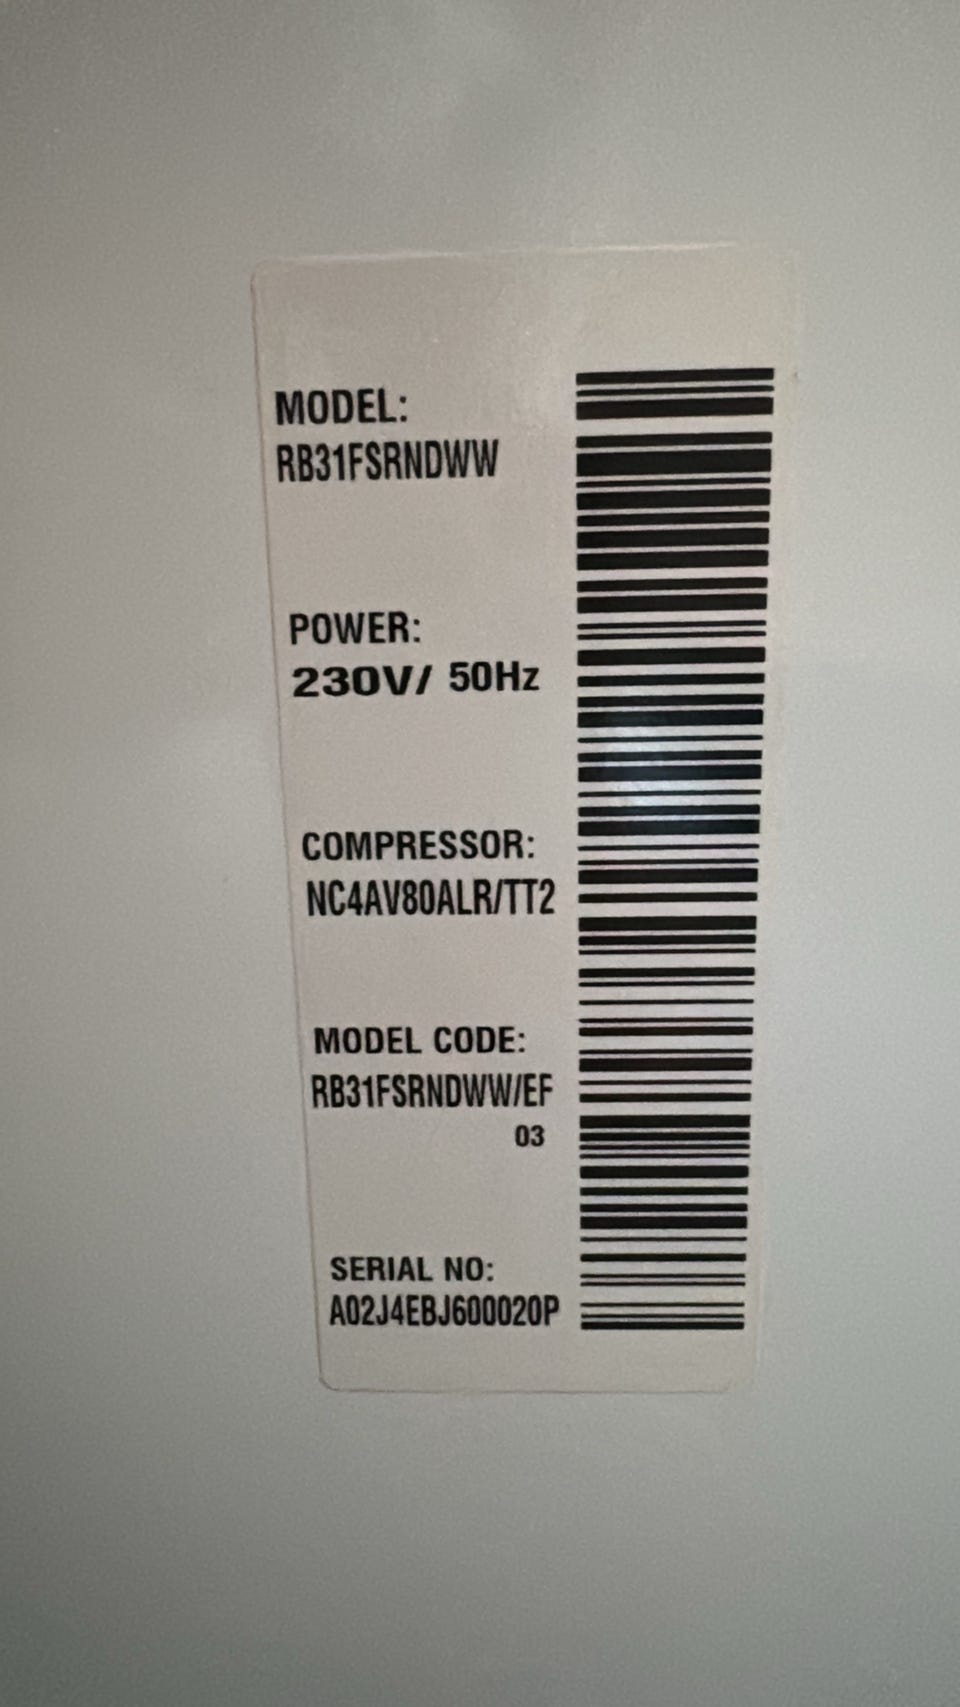 MODEL:
RB31FSRNDWW
POWER:
230V/ 50Hz
COMPRESSOR:
NC4AV80ALR/TT2
MODEL CODE:
RB31FSRNDWW/EF
03
SERIAL NO:
A02J4EBJ600020P